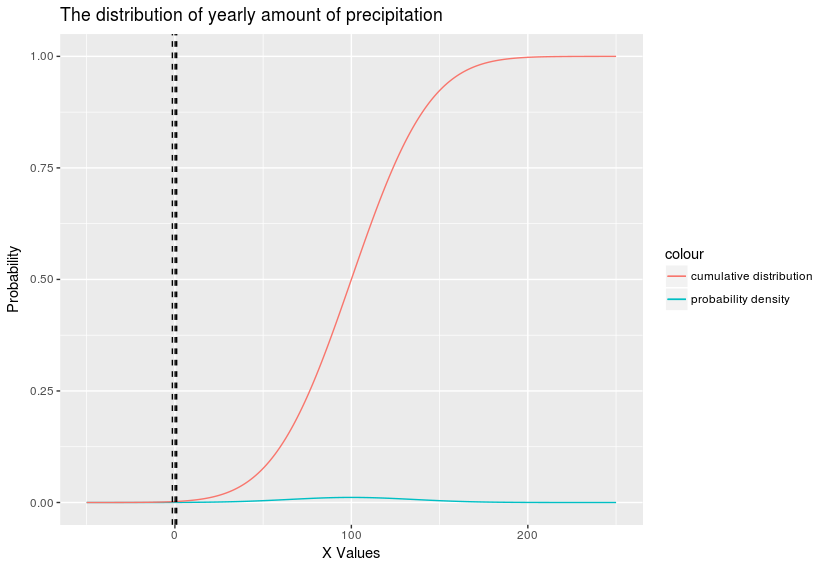 The distribution of yearly amount of precipitation
1.00
0.75
0.50
0.25
0.00
Probability
0
100
200
X Values
colour
cumulative distribution
probability density